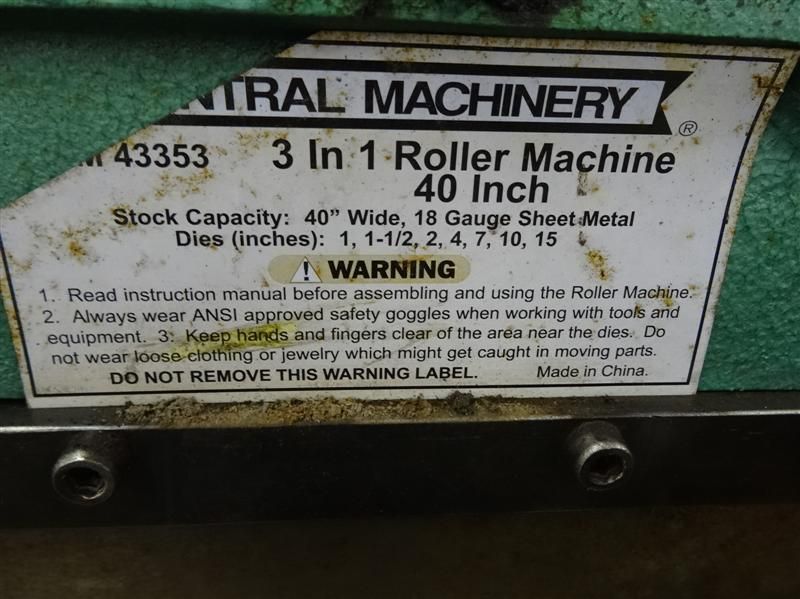 NTRAL MACHINERY ®
M 43353 3 In 1 Roller Machine
40 Inch
Stock Capacity: 40" Wide, 18 Gauge Sheet Metal
Dies (inches): 1, 1-1/2, 2, 4, 7, 10, 15
WARNING
1. Read instruction manual before assembling and using the Roller Machine.
2. Always wear ANSI approved safety goggles when working with tools and
equipment. 3. Keep hands and fingers clear of the area near the dies. Do
not wear loose clothing or jewelry which might get caught in moving parts.
DO NOT REMOVE THIS WARNING LABEL. Made in China.